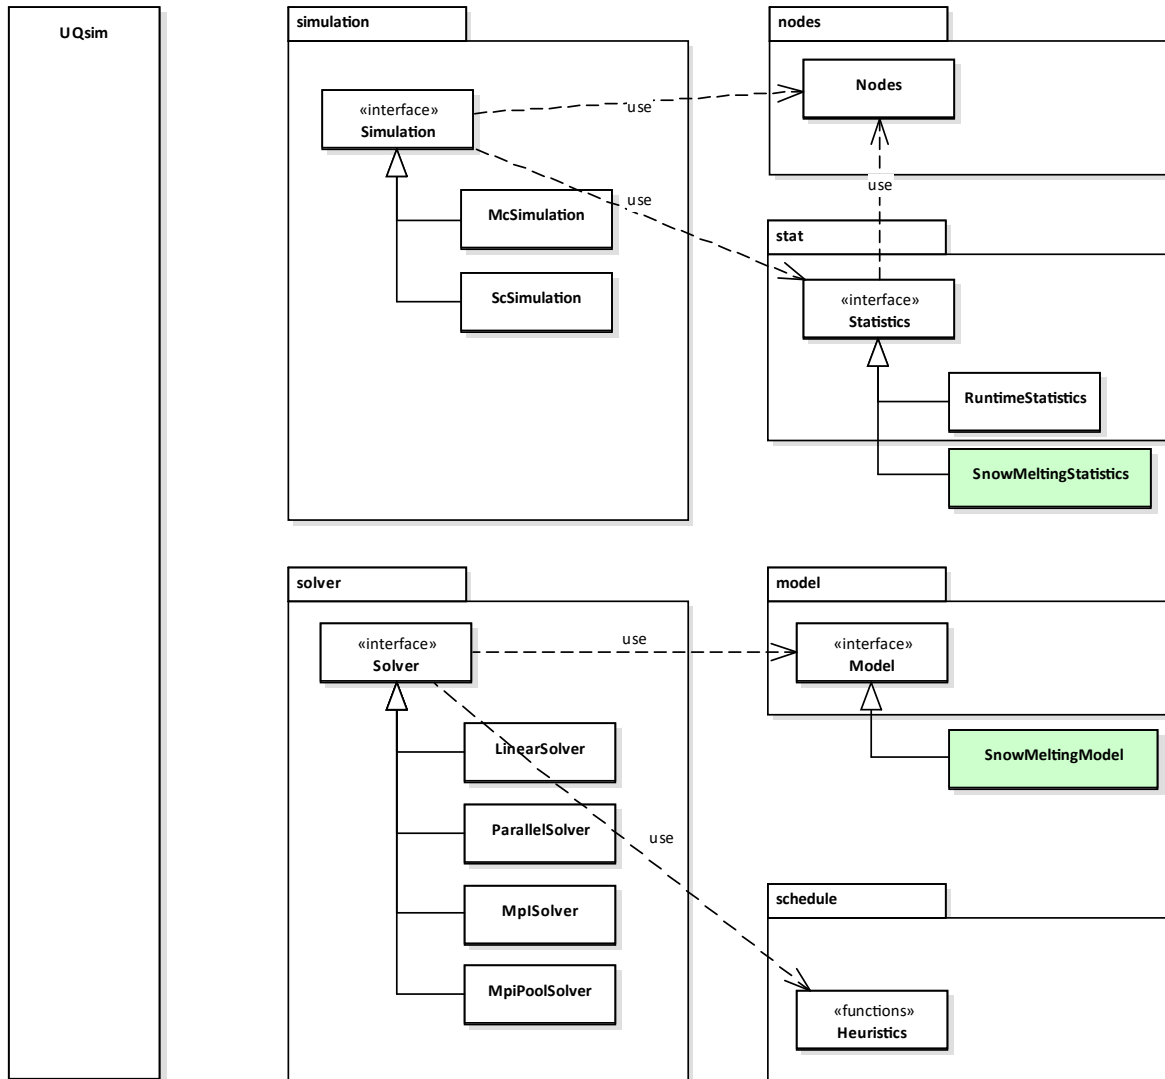 UQsim
simulation
«interface»
Simulation
McSimulation
ScSimulation
use
use
nodes
Nodes
use
stat
«interface»
Statistics
RuntimeStatistics
SnowMeltingStatistics
solver
«interface»
Solver
LinearSolver
ParallelSolver
MpISolver
MpiPoolSolver
use
use
model
«interface»
Model
SnowMeltingModel
schedule
«functions»
Heuristics